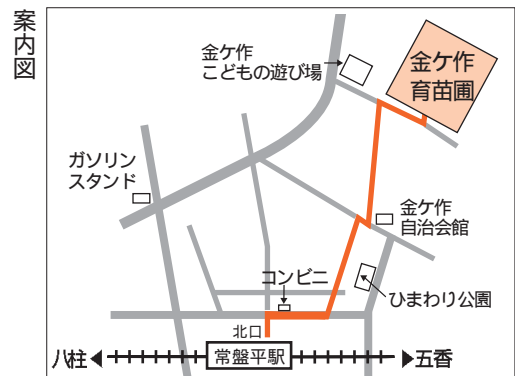 案内図
金ケ作
こどもの遊び場
金ケ作
育苗圃
ガソリン
スタンド
金ケ作
自治会館
コンビニ
ひまわり公園
北口
八柱
常盤平駅
五香